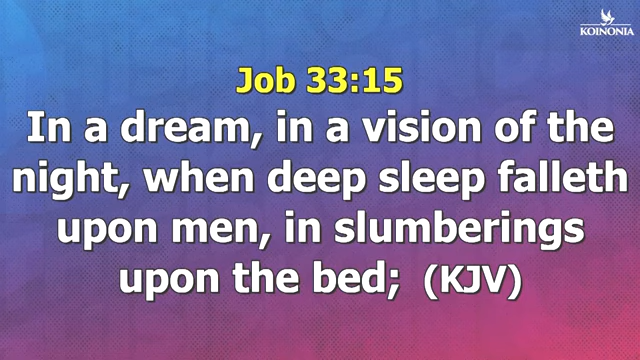 KOINONIA
Job 33:15
In a dream, in a vision of the
night, when deep sleep falleth
upon men, in slumberings
upon the bed; (KJV)